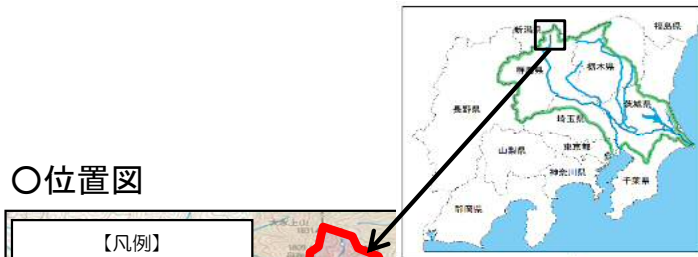 新潟県
福島県
群馬県
栃木県
長野県
茨城県
埼玉県
山梨県
東京都
神奈川県
千葉県
静岡県
〇位置図
【凡例】